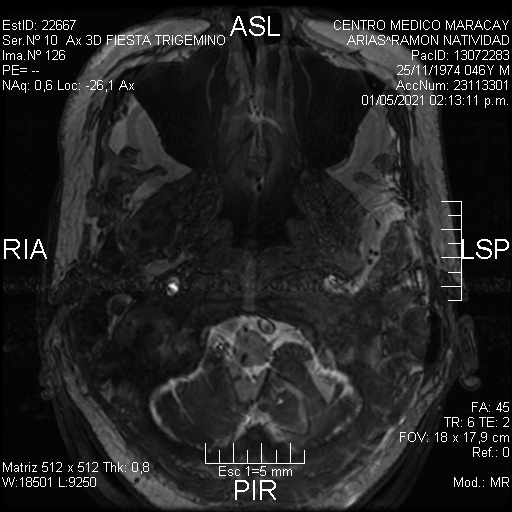 EstID: 22667
Ser.Nº 10 Ax 3D FIESTA TRIGEMINO
Ima.Nº 126
PE= --
NAq: 0,6 Loc: -26,1 Ax
ASL
CENTRO MEDICO MARACAY
ARIAS^RAMON NATIVIDAD
PacID: 13072283
25/11/1974 046Y M
AccNum: 23113301
01/05/2021 02:13:11 p.m.
RIA
LSP
Matriz 512 x 512 Thk: 0,8
W:18501 L:9250
Esc 1=5 mm
PIR
FA: 45
TR: 6 TE: 2
FOV: 18 x 17,9 cm
Ref.: 0
Mod.: MR